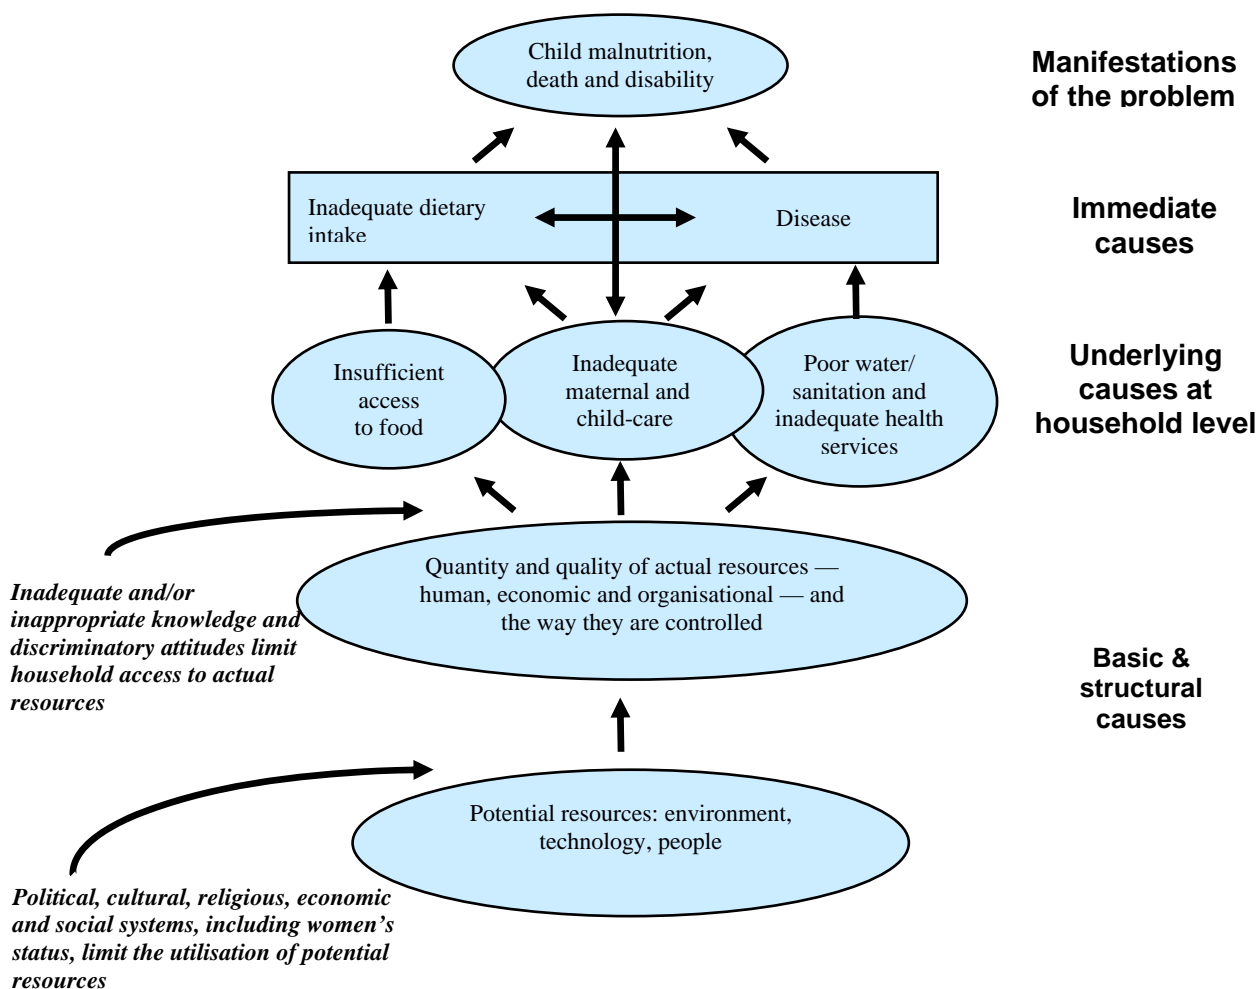 Child malnutrition,
death and disability
Manifestations
of the problem
Inadequate dietary
intake
Disease
Immediate
causes
Insufficient
access
to food
Inadequate
maternal and
child-care
Poor water/
sanitation and
inadequate health
services
Underlying
causes at
household level
Quantity and quality of actual resources —
human, economic and organisational — and
the way they are controlled
Inadequate and/or
inappropriate knowledge and
discriminatory attitudes limit
household access to actual
resources
Basic &
structural
causes
Potential resources: environment,
technology, people
Political, cultural, religious, economic
and social systems, including women’s
status, limit the utilisation of potential
resources